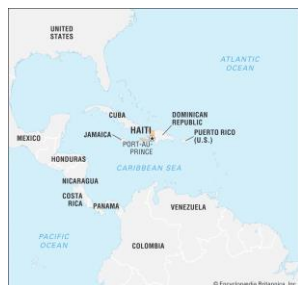 UNITED
STATES
ATLANTIC
OCEAN
CUBA
DOMINICAN
REPUBLIC
HAITI
MEXICO
JAMAICA
PORT-AU-
PRINCE
PUERTO RICO
(U.S.)
HONDURAS
CARIBBEAN SEA
NICARAGUA
COSTA
RICA
PANAMA
VENEZUELA
PACIFIC
OCEAN
COLOMBIA
© Encyclopædia Britannica, Inc.